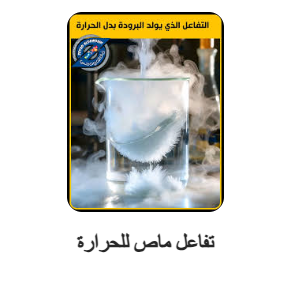 التفاعل الذي يولد البرودة بدل الحرارة
تفاعل ماص للحرارة